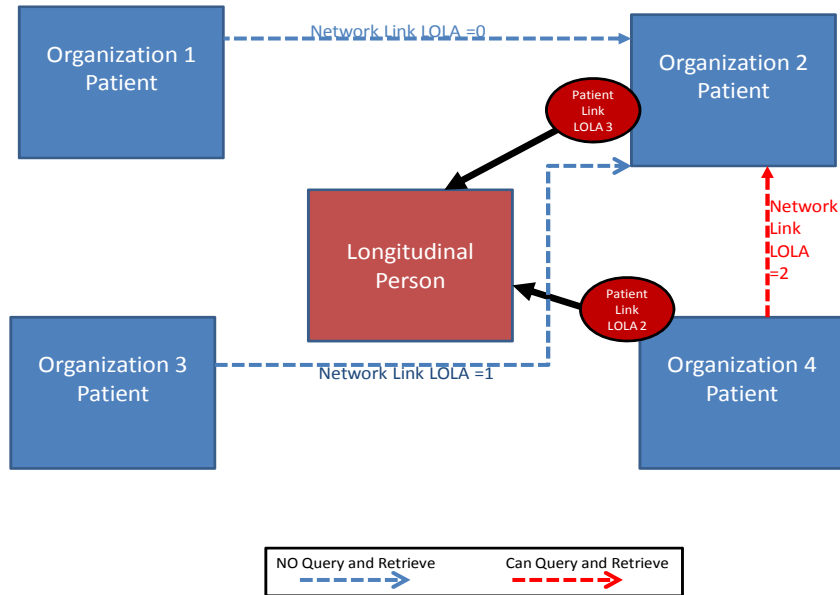 Organization 1
Patient
Network Link LOLA =0
Organization 2
Patient
Patient
Link
LOLA 3
Longitudinal
Person
Network
Link
LOLA
=2
Patient
Link
LOLA 2
Organization 3
Patient
Network Link LOLA =1
Organization 4
Patient
NO Query and Retrieve
Can Query and Retrieve